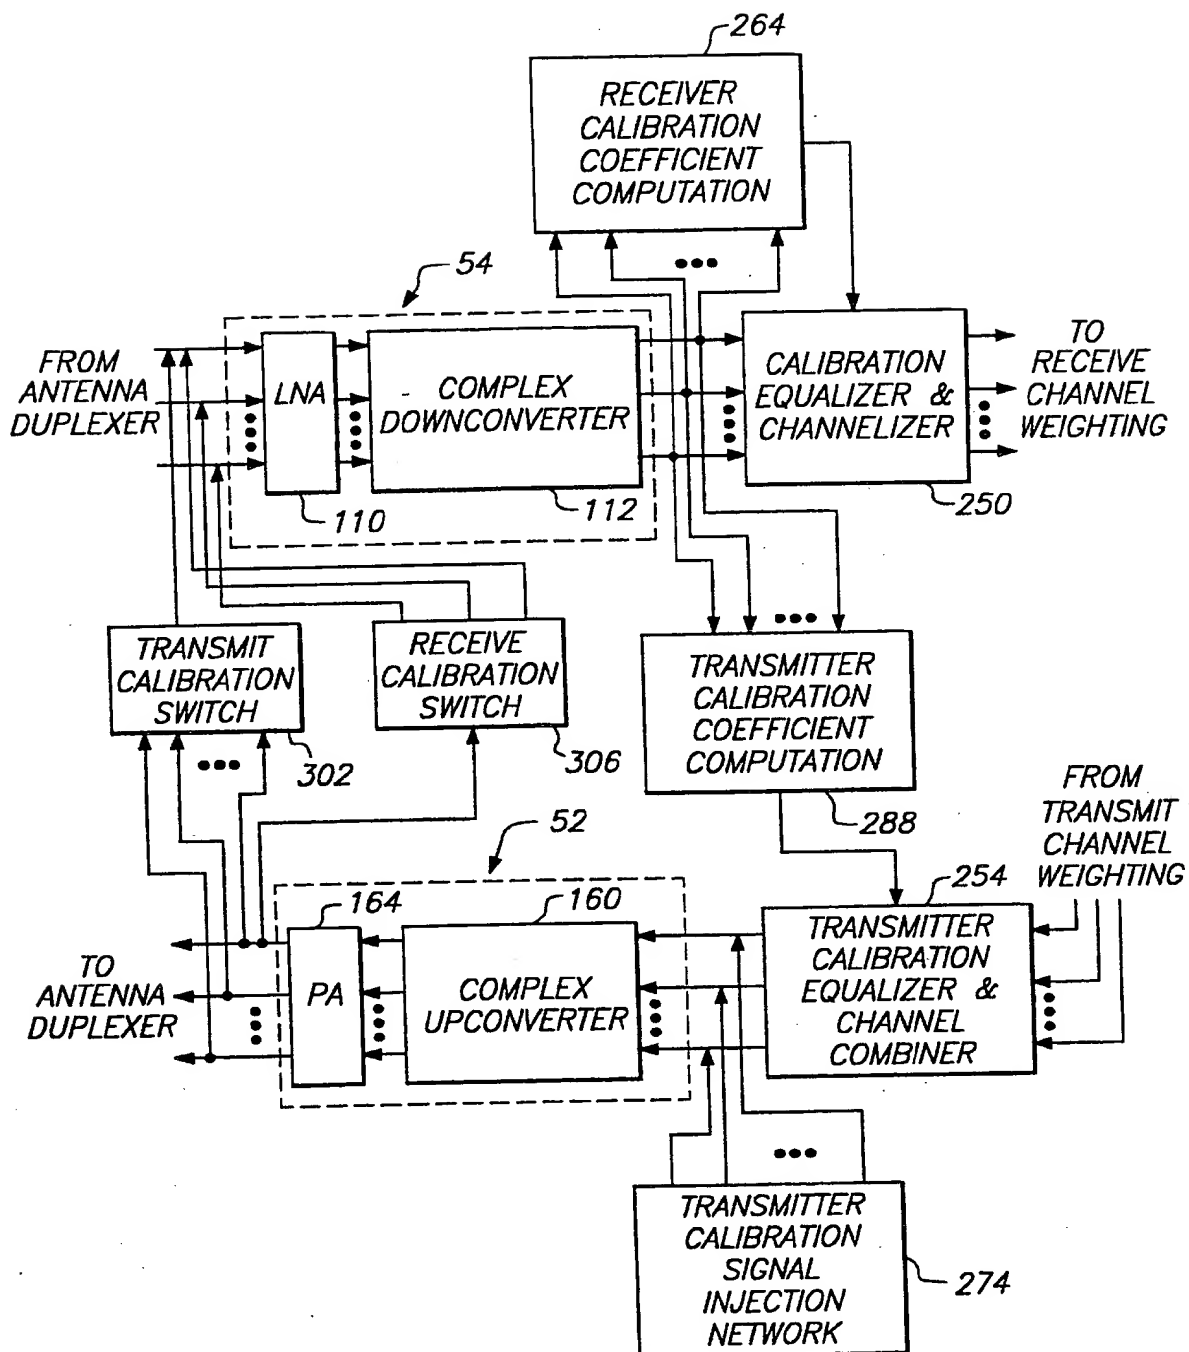 264
RECEIVER
CALIBRATION
COEFFICIENT
COMPUTATION
54
FROM
ANTENNA
DUPLEXER
LNA
COMPLEX
DOWNCONVERTER
CALIBRATION
EQUALIZER &
CHANNELIZER
TO
RECEIVE
CHANNEL
WEIGHTING
110
112
250
TRANSMIT
CALIBRATION
SWITCH
302
RECEIVE
CALIBRATION
SWITCH
306
TRANSMITTER
CALIBRATION
COEFFICIENT
COMPUTATION
288
FROM
TRANSMIT
CHANNEL
WEIGHTING
52
164
160
254
TO
ANTENNA
DUPLEXER
PA
COMPLEX
UPCONVERTER
TRANSMITTER
CALIBRATION
EQUALIZER &
CHANNEL
COMBINER
TRANSMITTER
CALIBRATION
SIGNAL
INJECTION
NETWORK
274